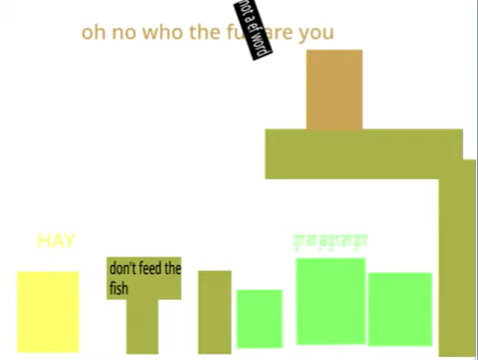 oh no who the fu are you
not a ef word
HAY
don't feed the
fish